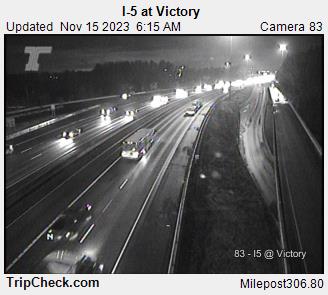 I-5 at Victory
Updated Nov 15 2023 6:15 AM Camera 83
T
N
83 - I5 @ Victory
TripCheck.com Milepost306.80